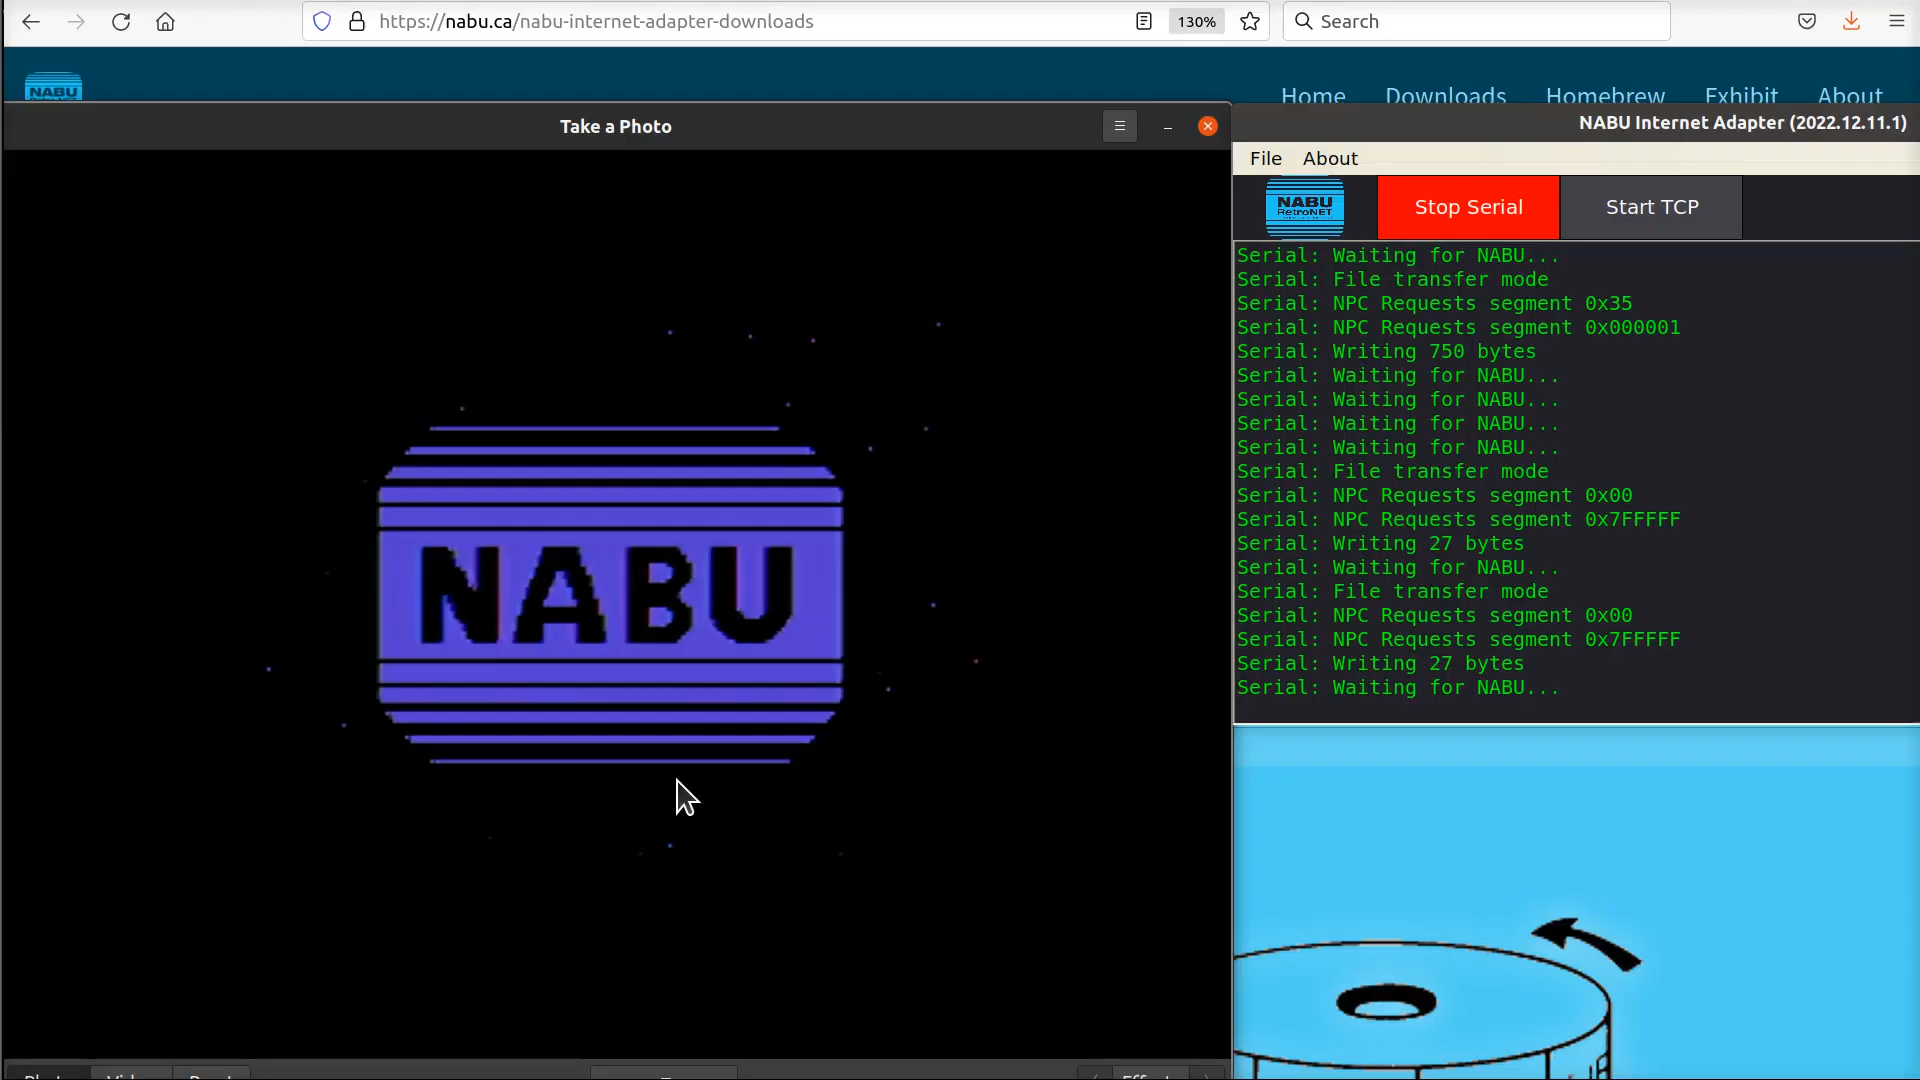 https://nabu.ca/nabu-internet-adapter-downloads
130%
Search
NABU
Home Downloads Homebrew Exhibit About
Take a Photo
NABU
NABU Internet Adapter (2022.12.11.1)
File About
NABU
RetroNET
Stop Serial
Start TCP
Serial: Waiting for NABU...
Serial: File transfer mode
Serial: NPC Requests segment 0x35
Serial: NPC Requests segment 0x000001
Serial: Writing 750 bytes
Serial: Waiting for NABU...
Serial: Waiting for NABU...
Serial: Waiting for NABU...
Serial: Waiting for NABU...
Serial: File transfer mode
Serial: NPC Requests segment 0x00
Serial: NPC Requests segment 0x7FFFFF
Serial: Writing 27 bytes
Serial: Waiting for NABU...
Serial: File transfer mode
Serial: NPC Requests segment 0x00
Serial: NPC Requests segment 0x7FFFFF
Serial: Writing 27 bytes
Serial: Waiting for NABU...